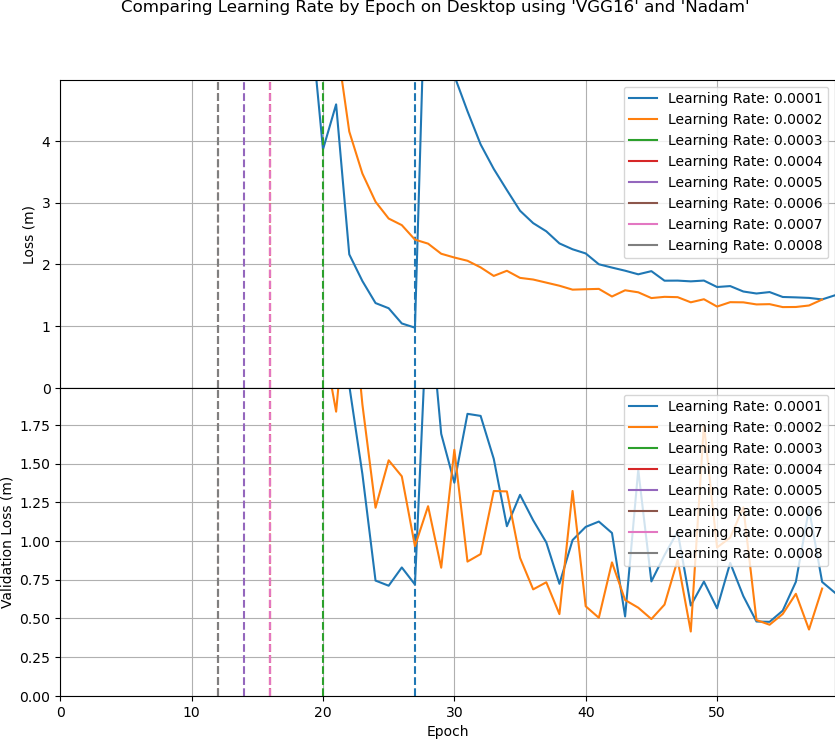 Comparing Learning Rate by Epoch on Desktop using 'VGG16' and 'Nadam'
Loss (m)
4
3
2
1
0
Learning Rate: 0.0001
Learning Rate: 0.0002
Learning Rate: 0.0003
Learning Rate: 0.0004
Learning Rate: 0.0005
Learning Rate: 0.0006
Learning Rate: 0.0007
Learning Rate: 0.0008
Validation Loss (m)
1.75
1.50
1.25
1.00
0.75
0.50
0.25
0.00
Learning Rate: 0.0001
Learning Rate: 0.0002
Learning Rate: 0.0003
Learning Rate: 0.0004
Learning Rate: 0.0005
Learning Rate: 0.0006
Learning Rate: 0.0007
Learning Rate: 0.0008
0 10 20 30 40 50
Epoch